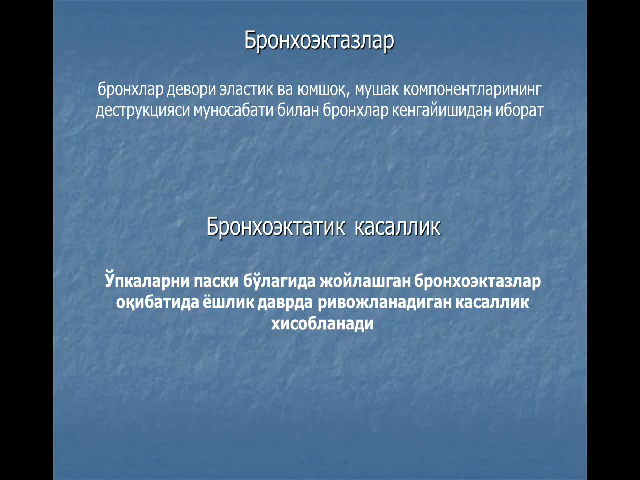 Бронхоэктазлар
бронхлар девори эластик ва юмшоқ, мушак компонентларининг
деструкцияси муносабати билан бронхлар кенгайишидан иборат
Бронхоэктатик касаллик
Ўпкаларни паски бўлагида жойлашган бронхоэктазлар
оқибатида ёшлик даврда ривожланадиган касаллик
хисобланади